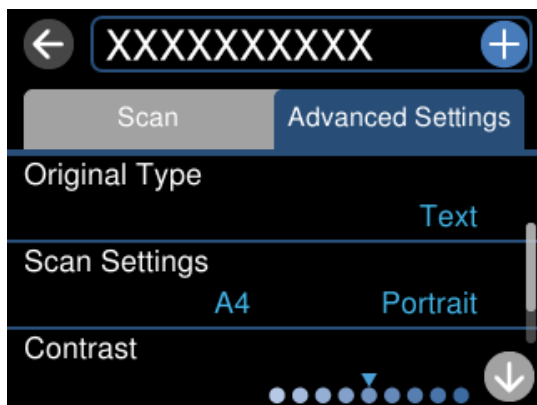 XXXXXXXXXX
Scan Advanced Settings
Original Type
Text
Scan Settings
A4 Portrait
Contrast